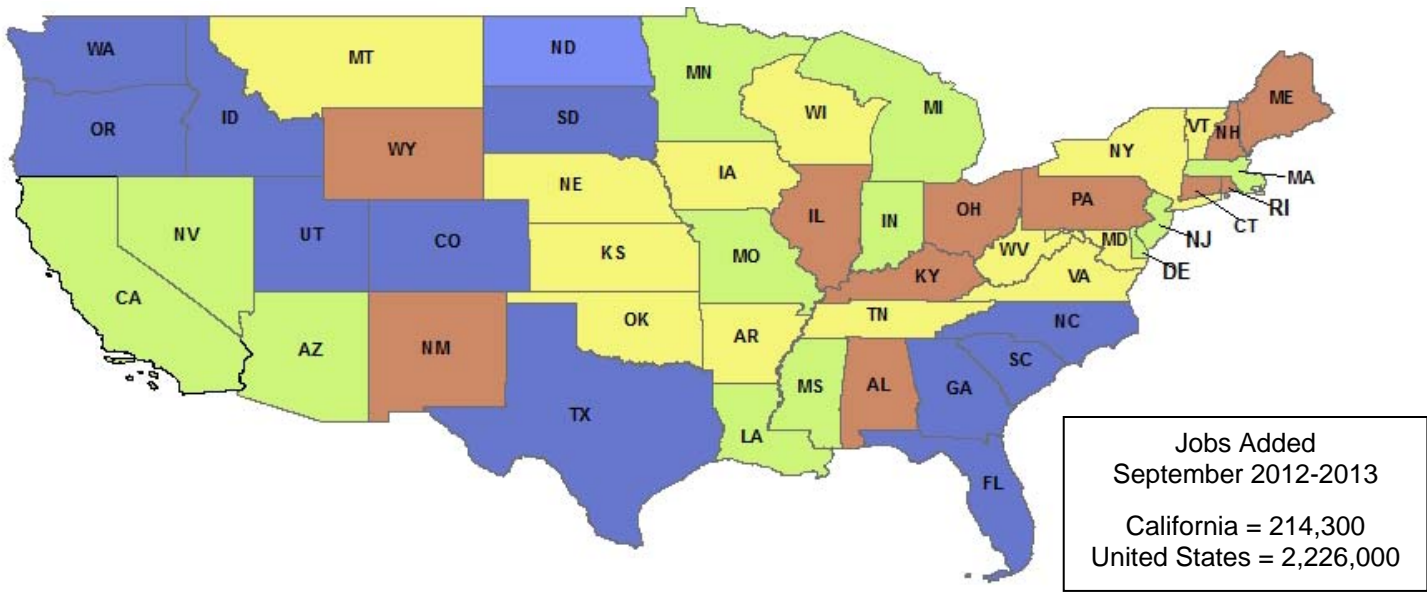 WA
MT
ND
MN
ME
OR
ID
SD
WI
MI
VT
NH
NY
WY
MA
IA
NE
PA
RI
IL
IN
OH
CT
NV
UT
CO
NJ
MD
WV
KS
MO
DE
KY
VA
CA
OK
TN
NC
AZ
NM
AR
SC
MS
AL
GA
TX
LA
FL
Jobs Added
September 2012-2013
California = 214,300
United States = 2,226,000